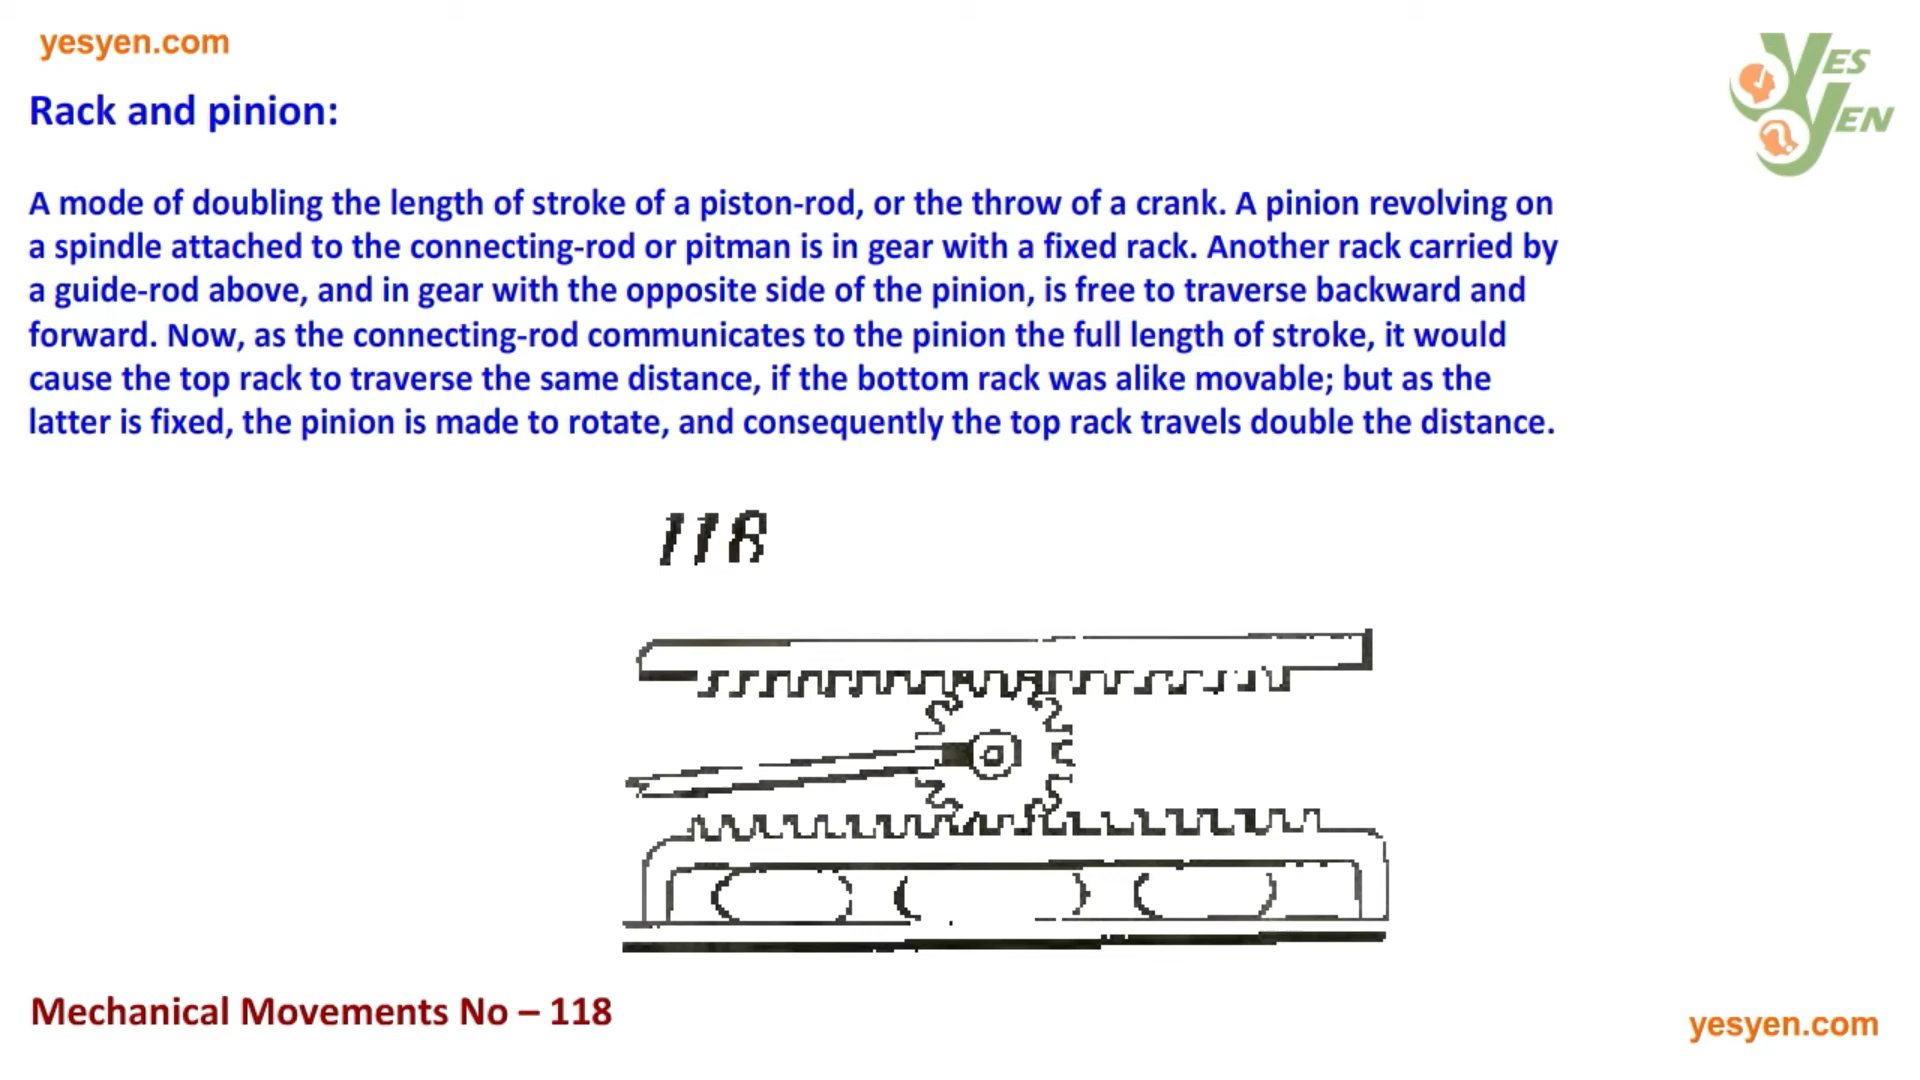 yesyen.com
YES
YEN
Rack and pinion:
A mode of doubling the length of stroke of a piston-rod, or the throw of a crank. A pinion revolving on
a spindle attached to the connecting-rod or pitman is in gear with a fixed rack. Another rack carried by
a guide-rod above, and in gear with the opposite side of the pinion, is free to traverse backward and
forward. Now, as the connecting-rod communicates to the pinion the full length of stroke, it would
cause the top rack to traverse the same distance, if the bottom rack was alike movable; but as the
latter is fixed, the pinion is made to rotate, and consequently the top rack travels double the distance.
118
Mechanical Movements No – 118
yesyen.com